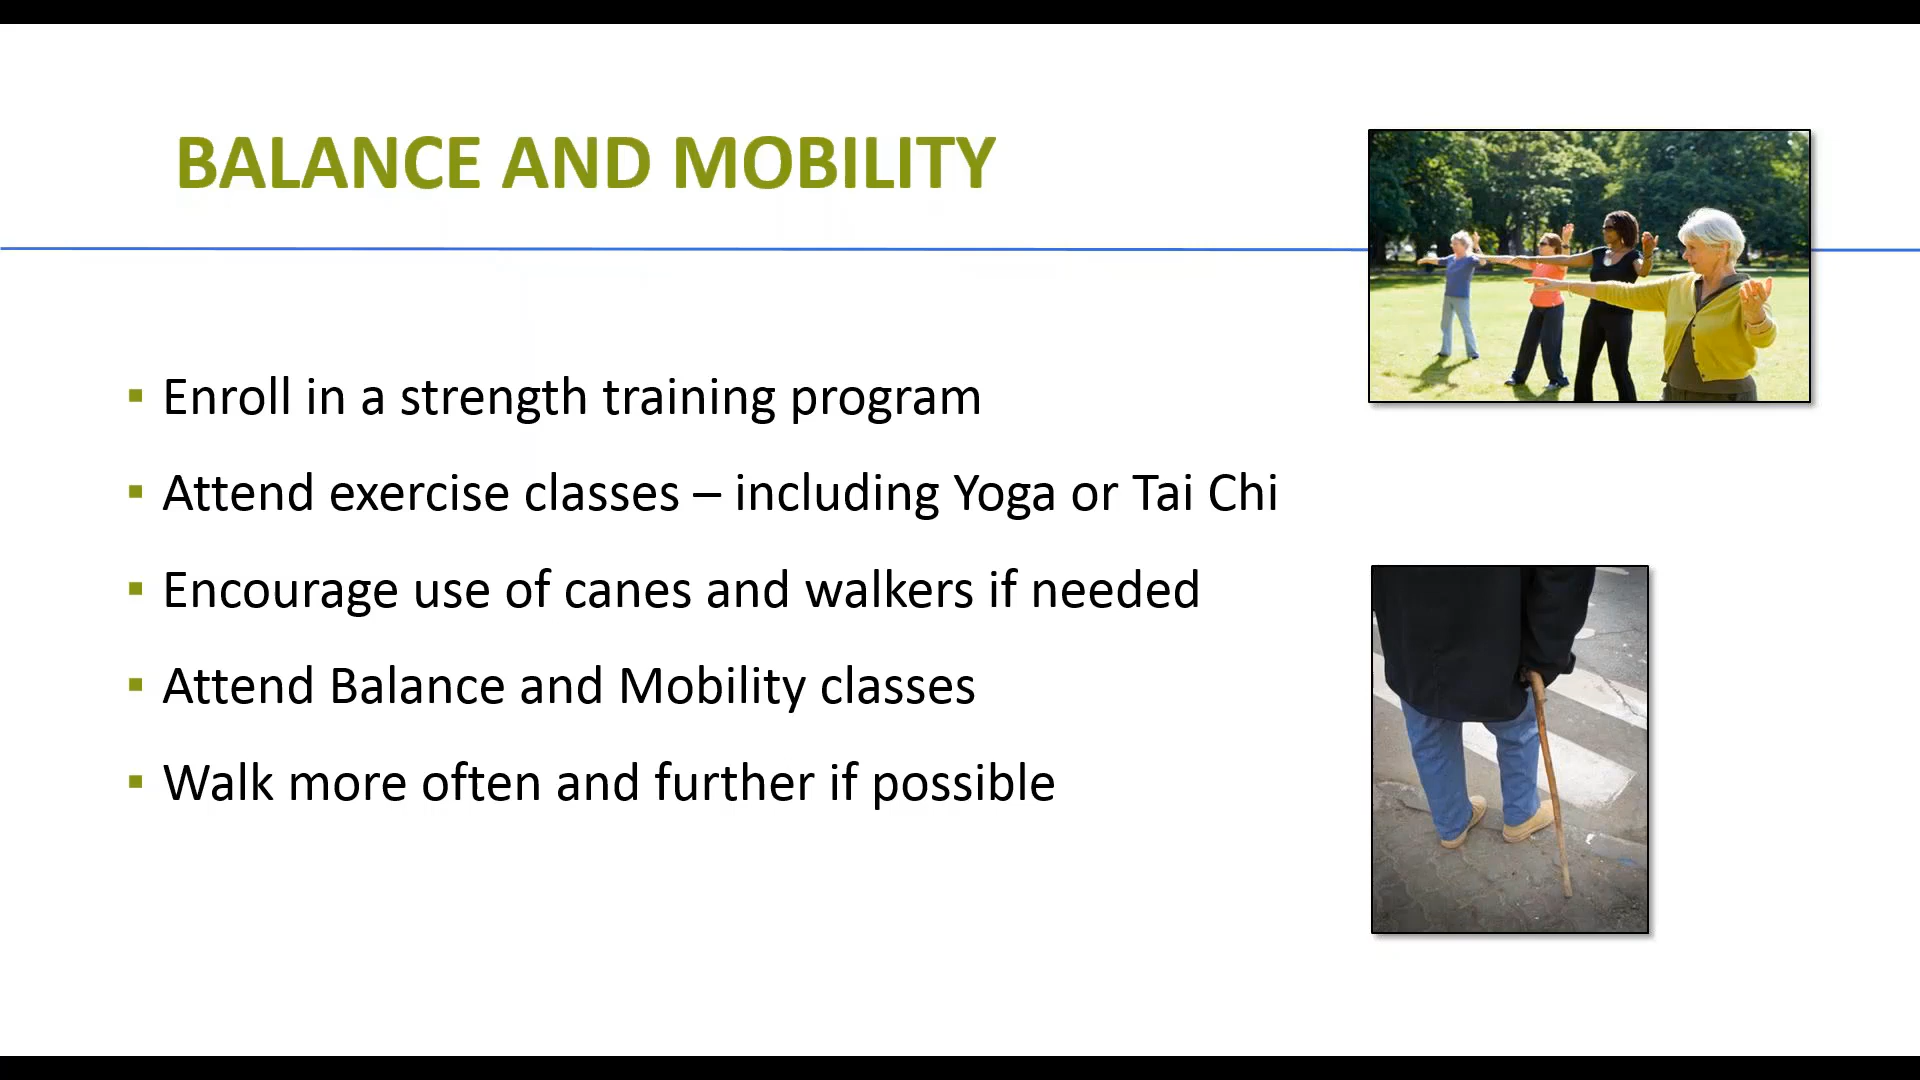 BALANCE AND MOBILITY
▪ Enroll in a strength training program
▪ Attend exercise classes – including Yoga or Tai Chi
▪ Encourage use of canes and walkers if needed
▪ Attend Balance and Mobility classes
▪ Walk more often and further if possible